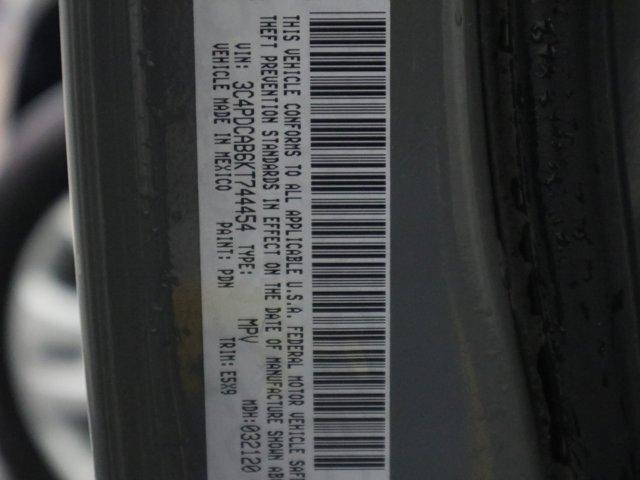 THIS VEHICLE CONFORMS TO ALL APPLICABLE U.S.A. FEDERAL MOTOR VEHICLE SAF
THEFT PREVENTION STANDARDS IN EFFECT ON THE DATE OF MANUFACTURE SHOWN AB
VIN: 3C4PDCAB6KT744454 TYPE: MPV MDH:032120
VEHICLE MADE IN MEXICO PAINT: PDN TRIM: E5X9